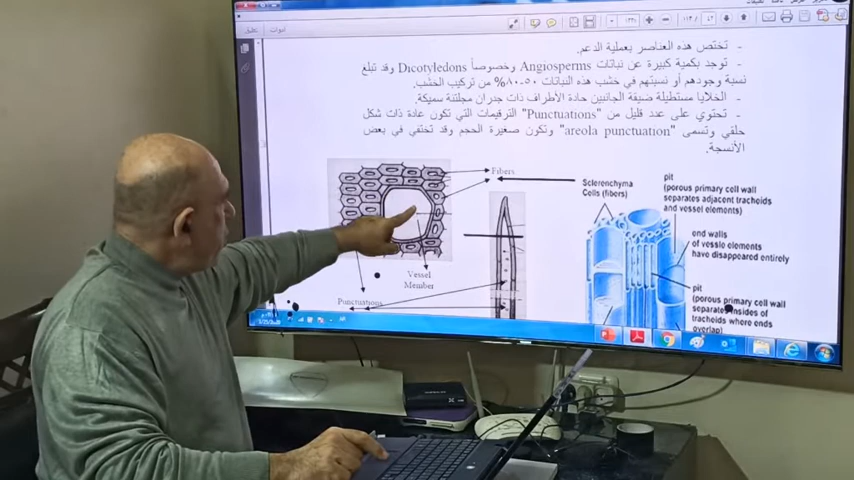 - تختص هذه العناصر بعملية الدعم.
- توجد بكمية كبيرة عن نباتات Angiosperms وخصوصاً Dicotyledons وقد تبلغ
نسبة وجودهم أو نسبتهم في خشب هذه النباتات ٥٠-٨٠% من تركيب الخشب.
- الخلايا مستطيلة ضيقة الجانبين حادة الأطراف ذات جدران ملجننة سميكة.
- تحتوي على عدد قليل من "Punctuations" الترقيمات التي تكون عادة ذات شكل
حلقي وتسمى "areola punctuation" وتكون صغيرة الحجم وقد تختفي في بعض
الأنسجة.
Fibers
Sclerenchyma
Cells (fibers)
pit
(porous primary cell wall
separates adjacent tracheids
and vessel elements)
end walls
of vessel elements
have disappeared entirely
Vessel
Member
Punctuations
pit
(porous primary cell wall
separates insides of
tracheids where ends
overlap)